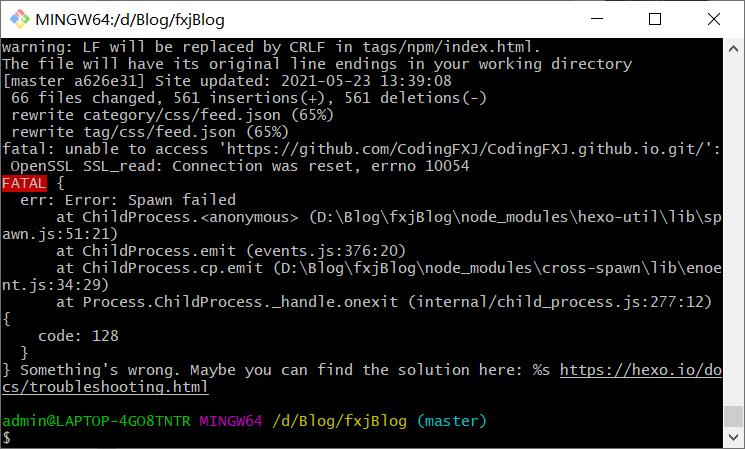 MINGW64:/d/Blog/fxjBlog
warning: LF will be replaced by CRLF in tags/npm/index.html.
The file will have its original line endings in your working directory
[master a626e31] Site updated: 2021-05-23 13:39:08
 66 files changed, 561 insertions(+), 561 deletions(-)
 rewrite category/css/feed.json (65%)
 rewrite tag/css/feed.json (65%)
fatal: unable to access 'https://github.com/CodingFXJ/CodingFXJ.github.io.git/':
 OpenSSL SSL_read: Connection was reset, errno 10054
FATAL {
  err: Error: Spawn failed
      at ChildProcess.<anonymous> (D:\Blog\fxjBlog\node_modules\hexo-util\lib\sp
awn.js:51:21)
      at ChildProcess.emit (events.js:376:20)
      at ChildProcess.cp.emit (D:\Blog\fxjBlog\node_modules\cross-spawn\lib\enoe
nt.js:34:29)
      at Process.ChildProcess._handle.onexit (internal/child_process.js:277:12)
{
    code: 128
  }
} Something's wrong. Maybe you can find the solution here: %s https://hexo.io/do
cs/troubleshooting.html
admin@LAPTOP-4GO8TNTR MINGW64 /d/Blog/fxjBlog (master)
$